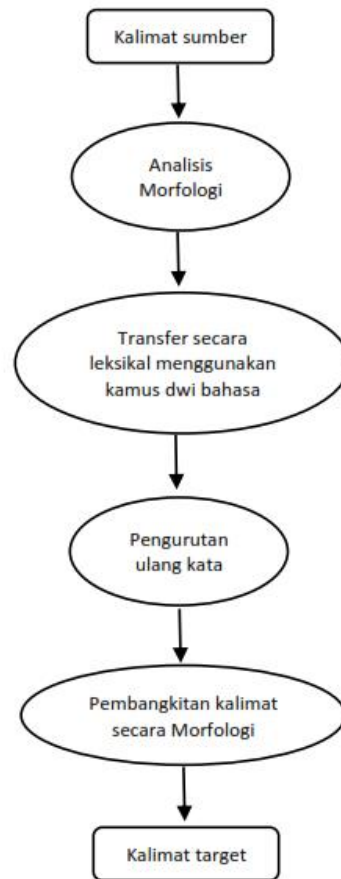 Kalimat sumber
Analisis
Morfologi
Transfer secara
leksikal menggunakan
kamus dwi bahasa
Pengurutan
ulang kata
Pembangkitan kalimat
secara Morfologi
Kalimat target